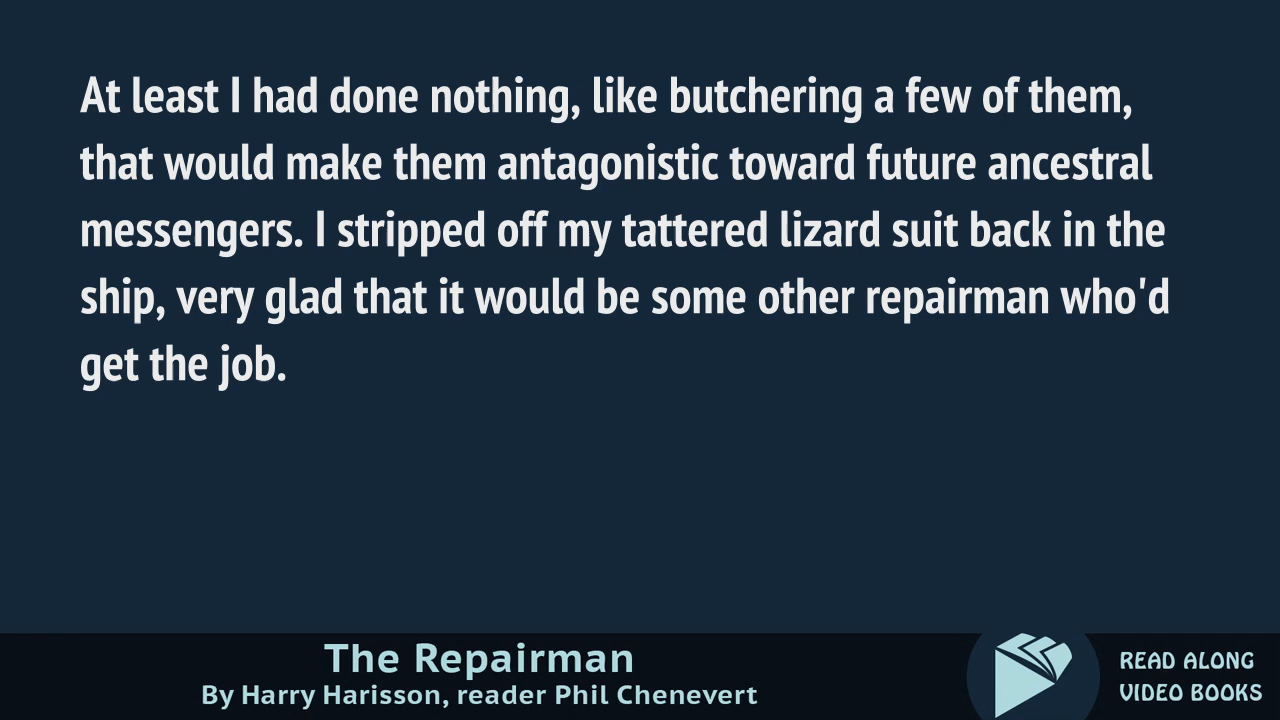 At least I had done nothing, like butchering a few of them,
that would make them antagonistic toward future ancestral
messengers. I stripped off my tattered lizard suit back in the
ship, very glad that it would be some other repairman who'd
get the job.
The Repairman
By Harry Harisson, reader Phil Chenevert
READ ALONG
VIDEO BOOKS